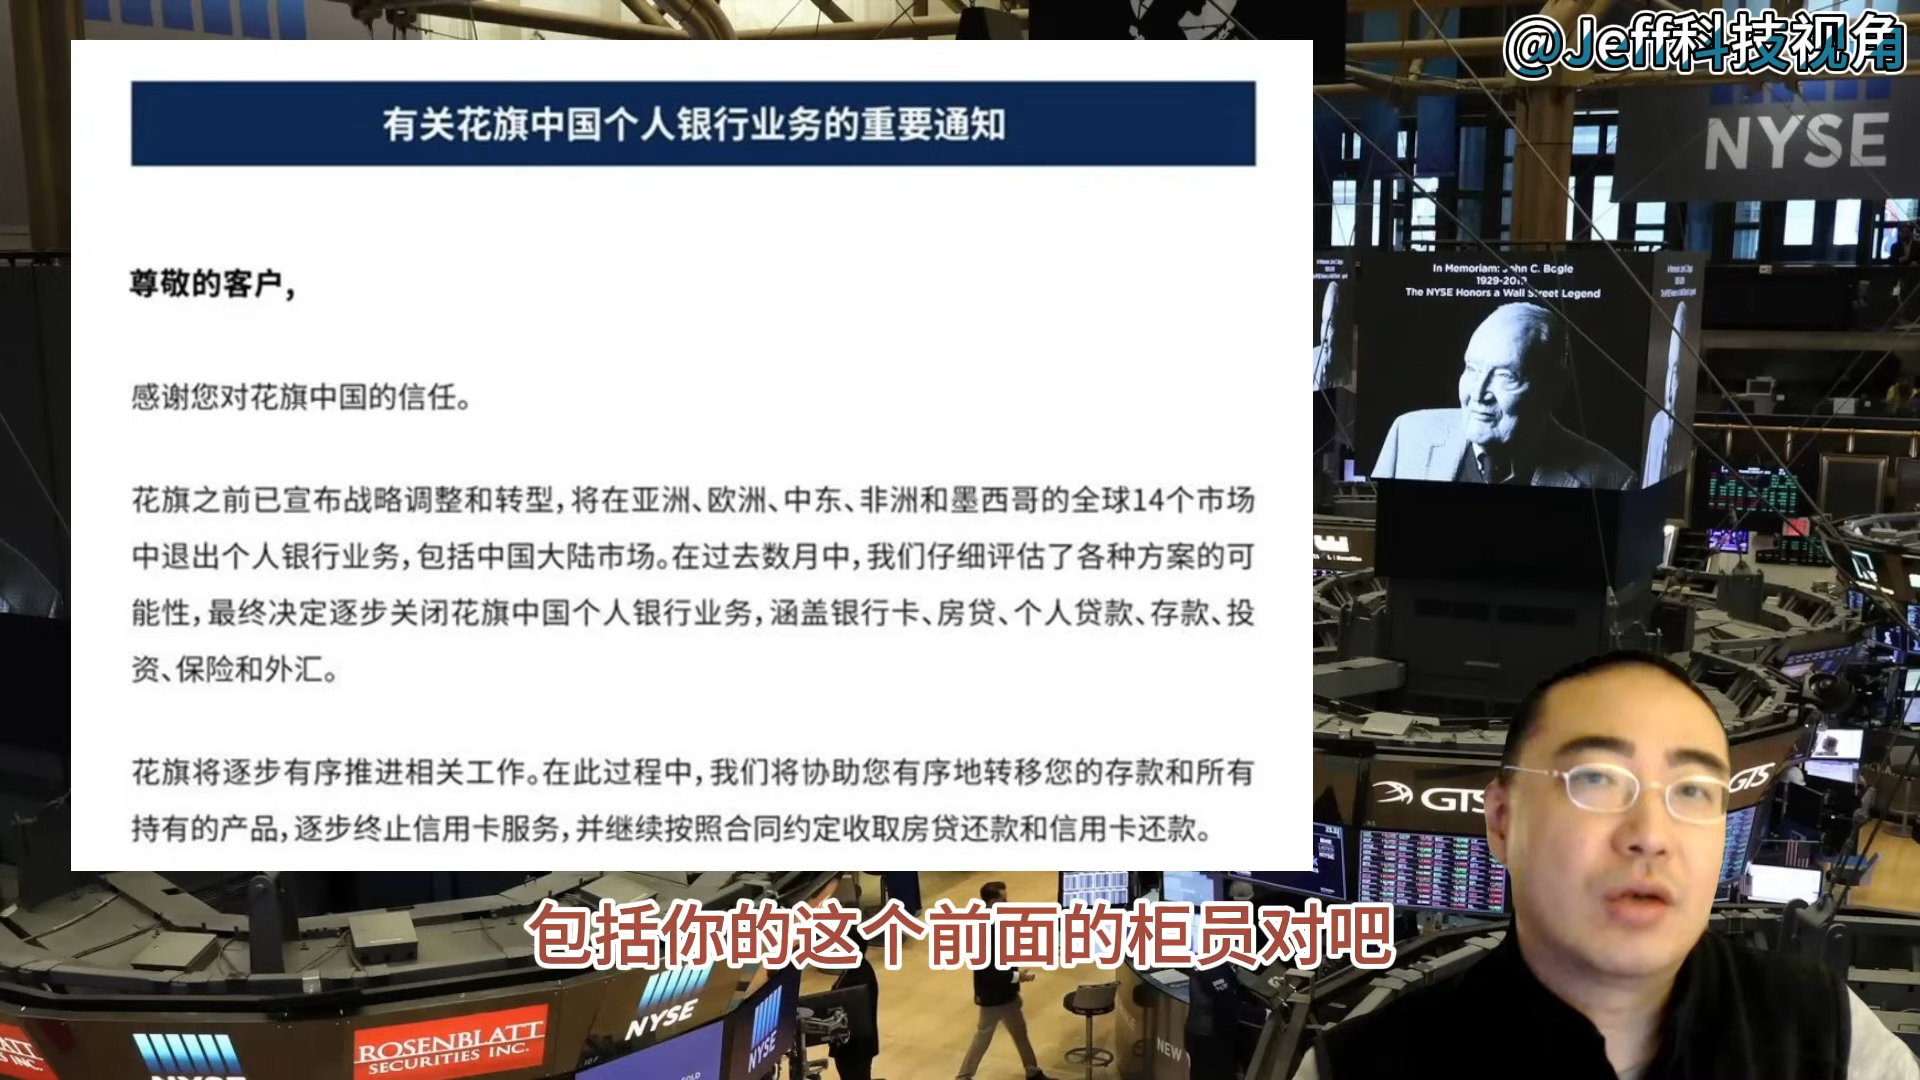 @Jeff科技视角
有关花旗中国个人银行业务的重要通知
尊敬的客户，
感谢您对花旗中国的信任。
花旗之前已宣布战略调整和转型，将在亚洲、欧洲、中东、非洲和墨西哥的全球14个市场
中退出个人银行业务，包括中国大陆市场。在过去数月中，我们仔细评估了各种方案的可
能性，最终决定逐步关闭花旗中国个人银行业务，涵盖银行卡、房贷、个人贷款、存款、投
资、保险和外汇。
花旗将逐步有序推进相关工作。在此过程中，我们将协助您有序地转移您的存款和所有
持有的产品，逐步终止信用卡服务，并继续按照合同约定收取房贷还款和信用卡还款。
NYSE
In Memoriam: John C. Bogle
1929-2019
The NYSE Honors a Wall Street Legend
GTS
GTS
包括你的这个前面的柜员对吧
NYSE
NYSE
ROSENBLATT
SECURITIES INC.
NYSE
NEW